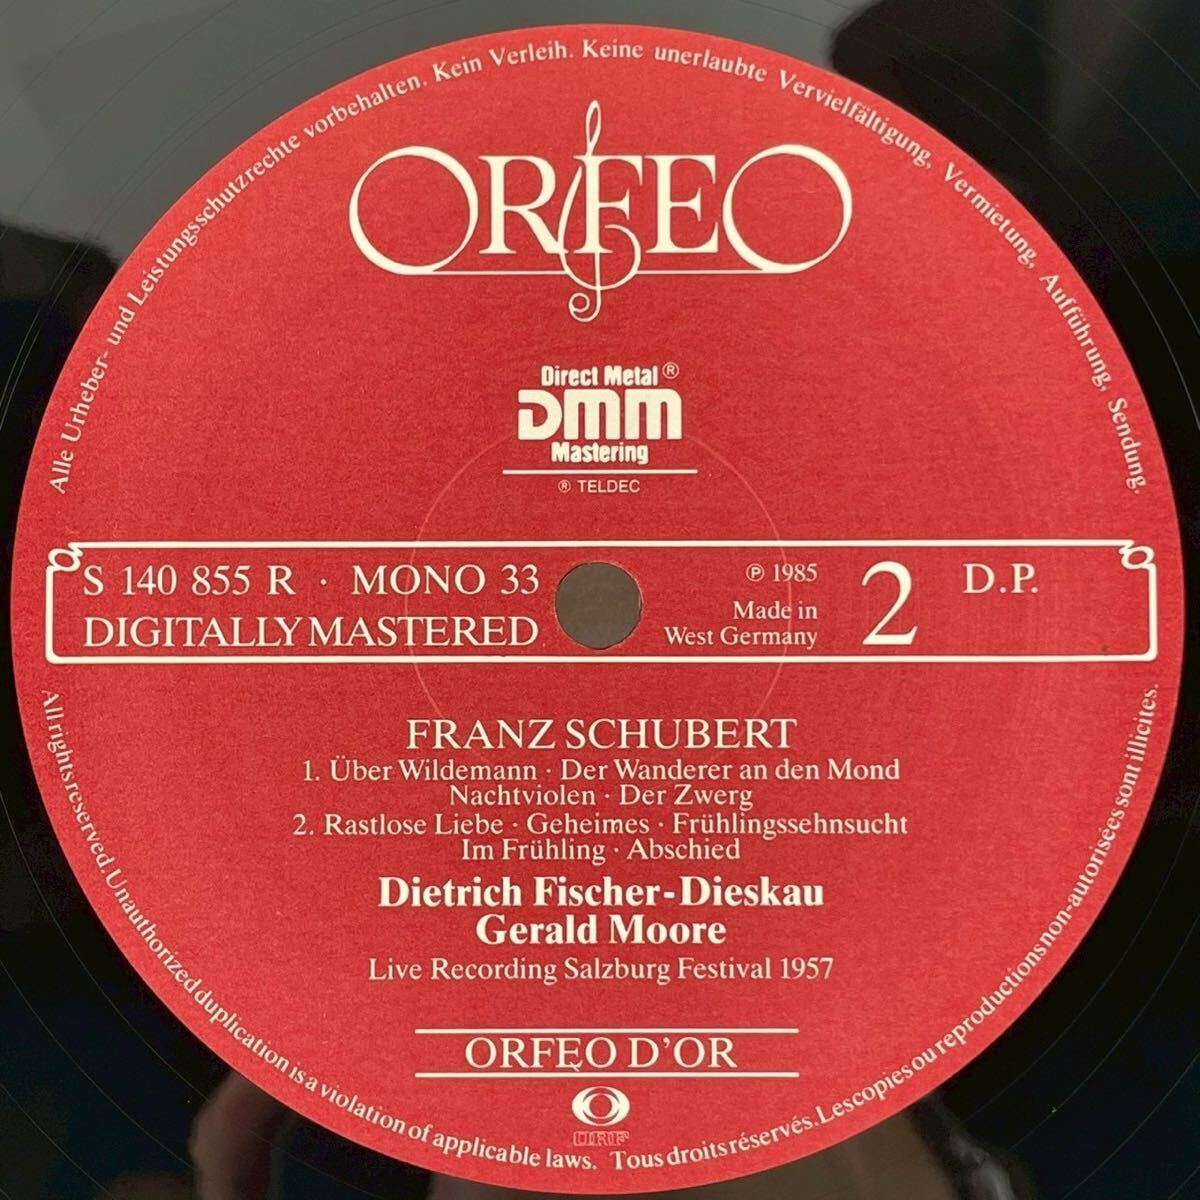 Alle Urheber- und Leistungsschutzrechte vorbehalten. Kein Verleih. Keine unerlaubte Vervielfältigung, Vermietung, Aufführung, Sendung.
ORFEO
Direct Metal ®
DMM
Mastering
® TELDEC
S 140 855 R · MONO 33
DIGITALLY MASTERED
℗ 1985
Made in
West Germany
2
D.P.
FRANZ SCHUBERT
1. Über Wildemann · Der Wanderer an den Mond
Nachtviolen · Der Zwerg
2. Rastlose Liebe · Geheimes · Frühlingssehnsucht
Im Frühling · Abschied
Dietrich Fischer-Dieskau
Gerald Moore
Live Recording Salzburg Festival 1957
ORFEO D'OR
ORF
All rights reserved. Unauthorized duplication is a violation of applicable laws. Tous droits réservés. Les copies ou reproductions non-autorisées sont illicites.